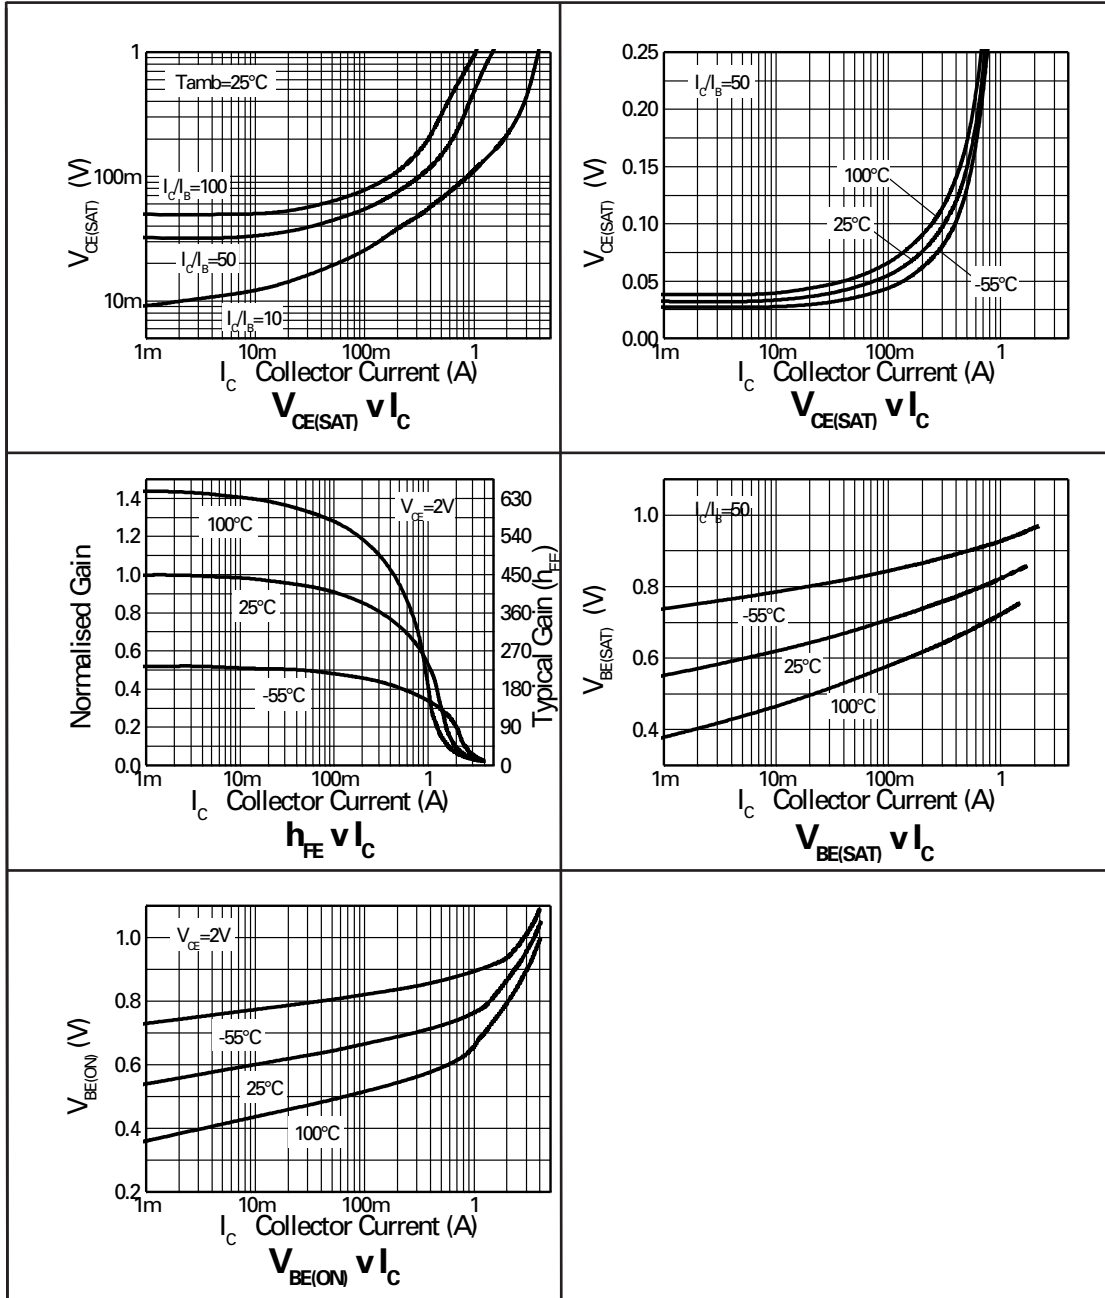 1
100m
10m
V_CE(SAT) (V)
Tamb=25°C
I_C/I_B=100
I_C/I_B=50
I_C/I_B=10
1m 10m 100m 1
I_C Collector Current (A)
V_CE(SAT) v I_C
0.25
0.20
0.15
0.10
0.05
0.00
V_CE(SAT) (V)
I_C/I_B=50
100°C
25°C
-55°C
1m 10m 100m 1
I_C Collector Current (A)
V_CE(SAT) v I_C
1.4
1.2
1.0
0.8
0.6
0.4
0.2
0.0
Normalised Gain
V_CE=2V
100°C
25°C
-55°C
630
540
450
360
270
180
90
0
Typical Gain (h_FE)
1m 10m 100m 1
I_C Collector Current (A)
h_FE v I_C
1.0
0.8
0.6
0.4
V_BE(SAT) (V)
I_C/I_B=50
-55°C
25°C
100°C
1m 10m 100m 1
I_C Collector Current (A)
V_BE(SAT) v I_C
1.0
0.8
0.6
0.4
0.2
V_BE(ON) (V)
V_CE=2V
-55°C
25°C
100°C
1m 10m 100m 1
I_C Collector Current (A)
V_BE(ON) v I_C